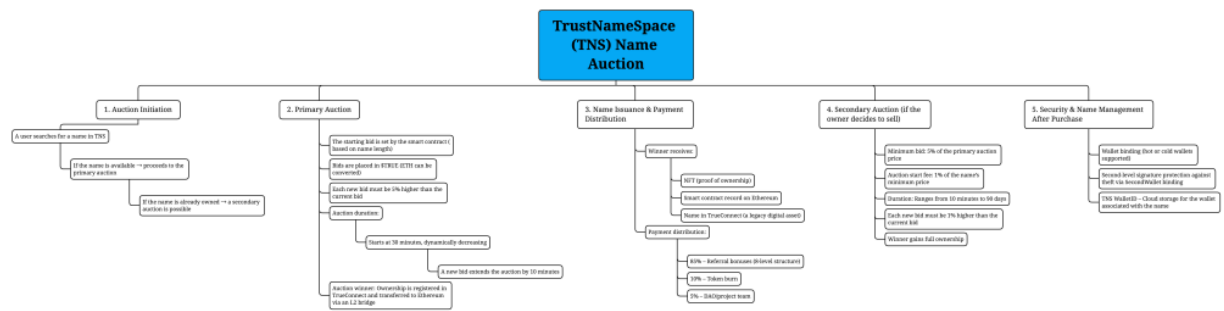 TrustNameSpace
(TNS) Name
Auction
1. Auction Initiation
A user searches for a name in TNS
If the name is available → proceeds to the
primary auction
If the name is already owned → a secondary
auction is possible
2. Primary Auction
The starting bid is set by the smart contract (
based on name length)
Bids are placed in $TRUE (ETH can be
converted)
Each new bid must be 5% higher than the
current bid
Auction duration:
Starts at 30 minutes, dynamically decreasing
A new bid extends the auction by 10 minutes
Auction winner: Ownership is registered in
TrueConnect and transferred to Ethereum
via an L2 bridge
3. Name Issuance & Payment
Distribution
Winner receives:
NFT (proof of ownership)
Smart contract record on Ethereum
Name in TrueConnect (a legacy digital asset)
Payment distribution:
85% – Referral bonuses (8-level structure)
10% – Token burn
5% – DAO/project team
4. Secondary Auction (if the
owner decides to sell)
Minimum bid: 5% of the primary auction
price
Auction start fee: 1% of the name's
minimum price
Duration: Ranges from 10 minutes to 90 days
Each new bid must be 1% higher than the
current bid
Winner gains full ownership
5. Security & Name Management
After Purchase
Wallet binding (hot or cold wallets
supported)
Second-level signature protection against
theft via SecondWallet binding
TNS WalletID – Cloud storage for the wallet
associated with the name